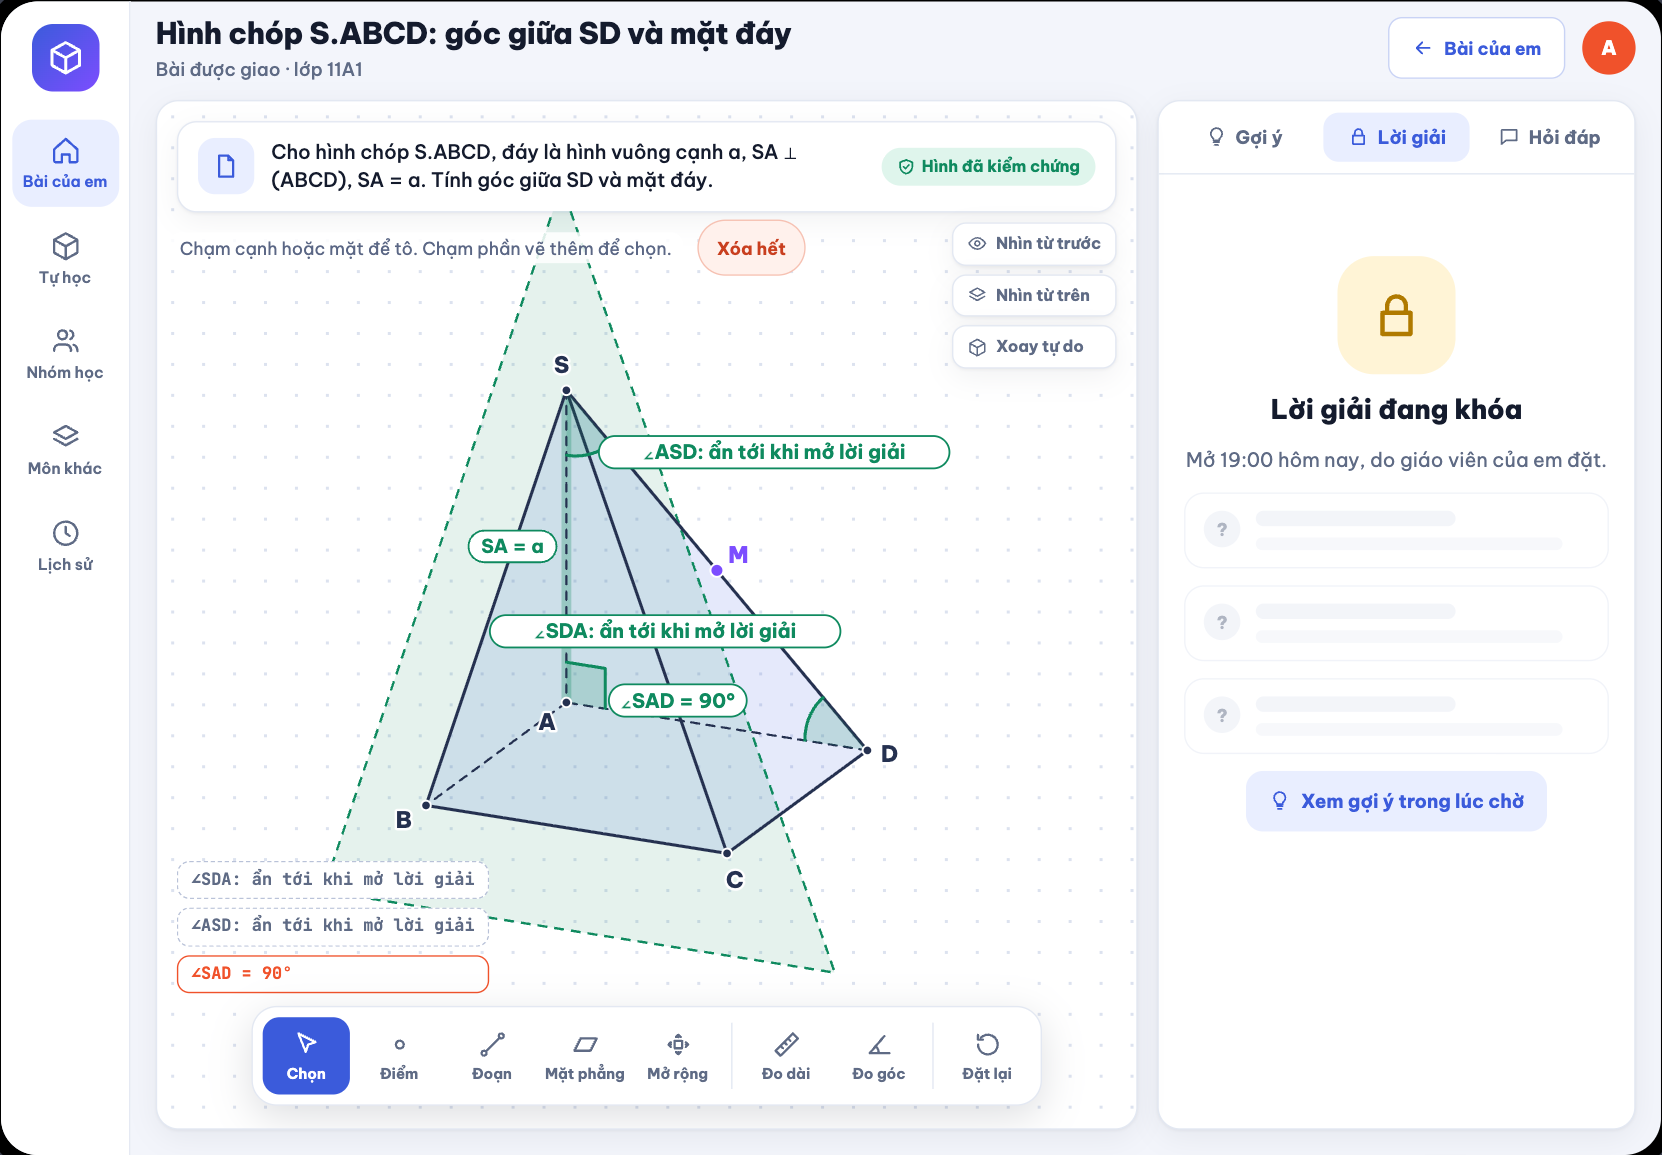 Hình chóp S.ABCD: góc giữa SD và mặt đáy
Bài được giao · lớp 11A1
Bài của em
A
Bài của em
Tự học
Nhóm học
Môn khác
Lịch sử
Cho hình chóp S.ABCD, đáy là hình vuông cạnh a, SA ⊥
(ABCD), SA = a. Tính góc giữa SD và mặt đáy.
Hình đã kiểm chứng
Chạm cạnh hoặc mặt để tô. Chạm phần vẽ thêm để chọn.
Xóa hết
Nhìn từ trước
Nhìn từ trên
Xoay tự do
S
∠ASD: ẩn tới khi mở lời giải
SA = a
M
∠SDA: ẩn tới khi mở lời giải
∠SAD = 90°
A
D
B
C
∠SDA: ẩn tới khi mở lời giải
∠ASD: ẩn tới khi mở lời giải
∠SAD = 90°
Chọn
Điểm
Đoạn
Mặt phẳng
Mở rộng
Đo dài
Đo góc
Đặt lại
Gợi ý
Lời giải
Hỏi đáp
Lời giải đang khóa
Mở 19:00 hôm nay, do giáo viên của em đặt.
?
?
?
Xem gợi ý trong lúc chờ